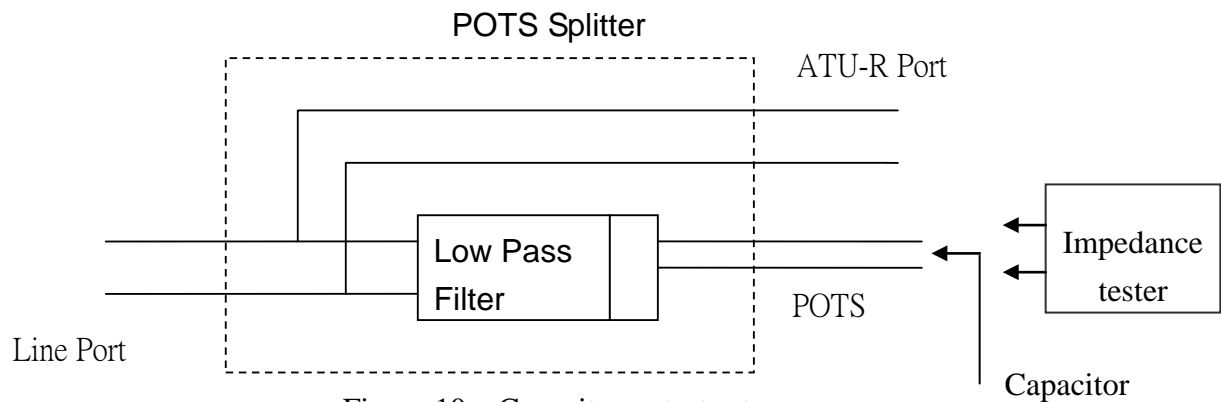 POTS Splitter
ATU-R Port
Low Pass
Filter
Impedance
tester
POTS
Line Port
Capacitor